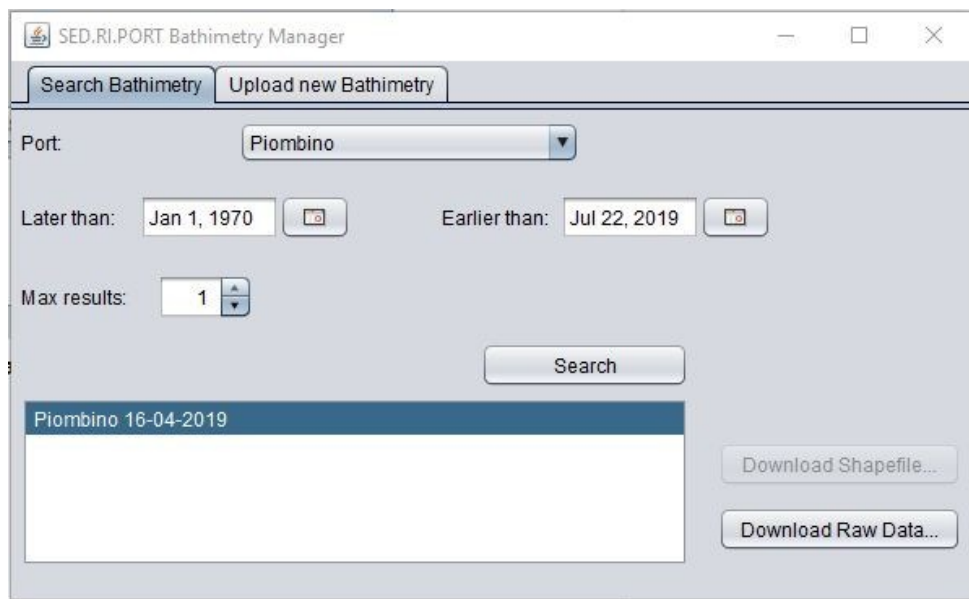 SED.RI.PORT Bathimetry Manager
Search Bathimetry Upload new Bathimetry
Port: Piombino
Later than: Jan 1, 1970 Earlier than: Jul 22, 2019
Max results: 1
Search
Piombino 16-04-2019
Download Shapefile...
Download Raw Data...